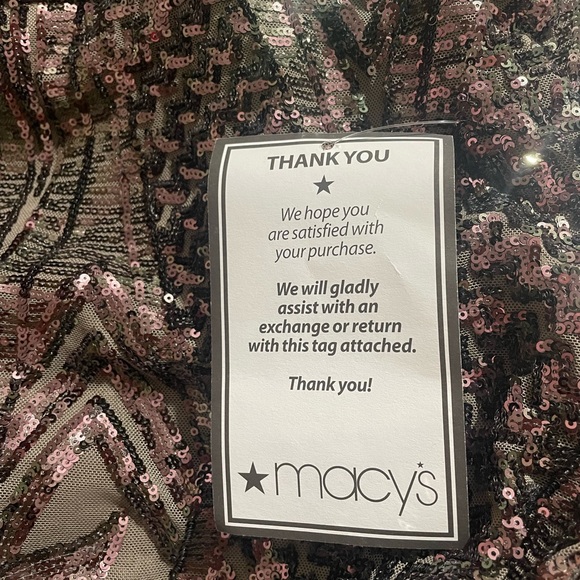 THANK YOU
★
We hope you
are satisfied with
your purchase.
We will gladly
assist with an
exchange or return
with this tag attached.
Thank you!
★macy's